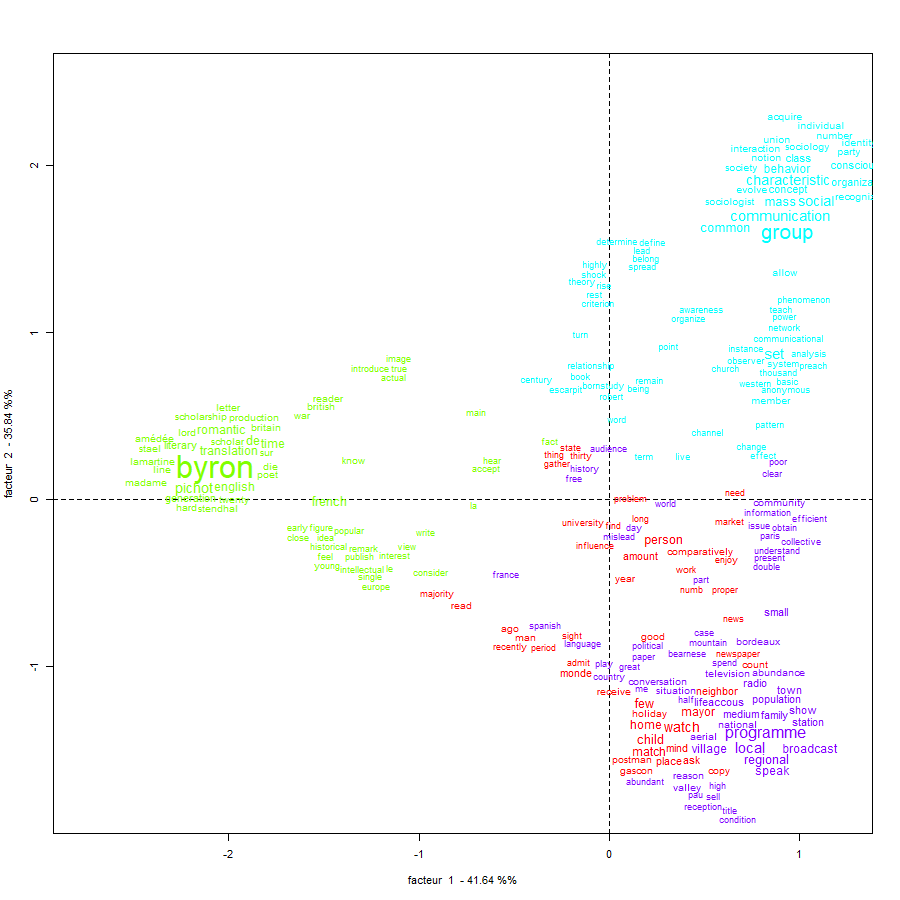 acquire
individual
union number
interaction sociology identit
notion class party
society behavior consciou
characteristic organiza
evolve concept
sociologist mass social recogni
communication
common group
determine define
lead
highly belong
shook spread
theory rise
rest
criterion
allow
phenomenon
awareness teach
organize power
network
turn communicational
point instance set analysis
image observer
introduce true relationship church system preach
actual century book remain thousand
bornstudy western basic
escarpit being anonymous
robert member
reader
letter british main
scholarship production war word pattern
romantic britain channel
lord
amédée scholar de time fact state change
stael literary translation sur thing thirty audience term live effect
lamartine byron die know hear gather history poor
line poet accept free clear
madame pichot english need
generation twenty french problem world community
hard stendhal la information
long market efficient
early figure popular university find day issue obtain
close idea write mislead person paris collective
historical remark view influence amount comparatively understand
feel publish interest enjoy present
young intellectual le consider france work double
single year part
europe majority numb proper
read small
news
ago spanish case
man sight good mountain bordeaux
recently period language political
paper bearnese newspaper
admit play great spend count
monde country television abundance
conversation radio
receive me situation neighbor town
few half life accous population
holiday mayor medium family show
home watch national station
child aerial programme
match mind village local broadcast
postman place ask regional
gascon reason copy speak
abundant valley high
pau sell
reception title
condition
2
1
0
-1
-2 -1 0 1
facteur 2 - 35.84 %%
facteur 1 - 41.64 %%